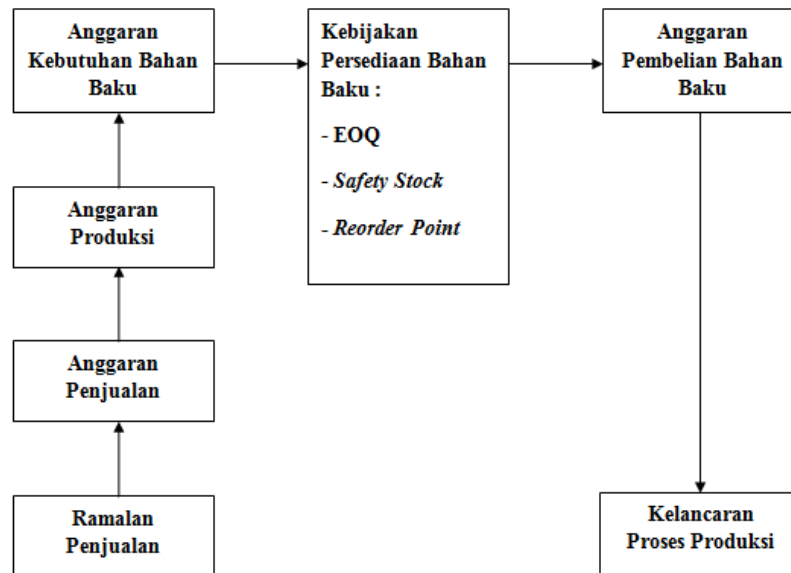 Anggaran
Kebutuhan Bahan
Baku
Kebijakan
Persediaan Bahan
Baku :
- EOQ
- Safety Stock
- Reorder Point
Anggaran
Pembelian Bahan
Baku
Anggaran
Produksi
Anggaran
Penjualan
Ramalan
Penjualan
Kelancaran
Proses Produksi